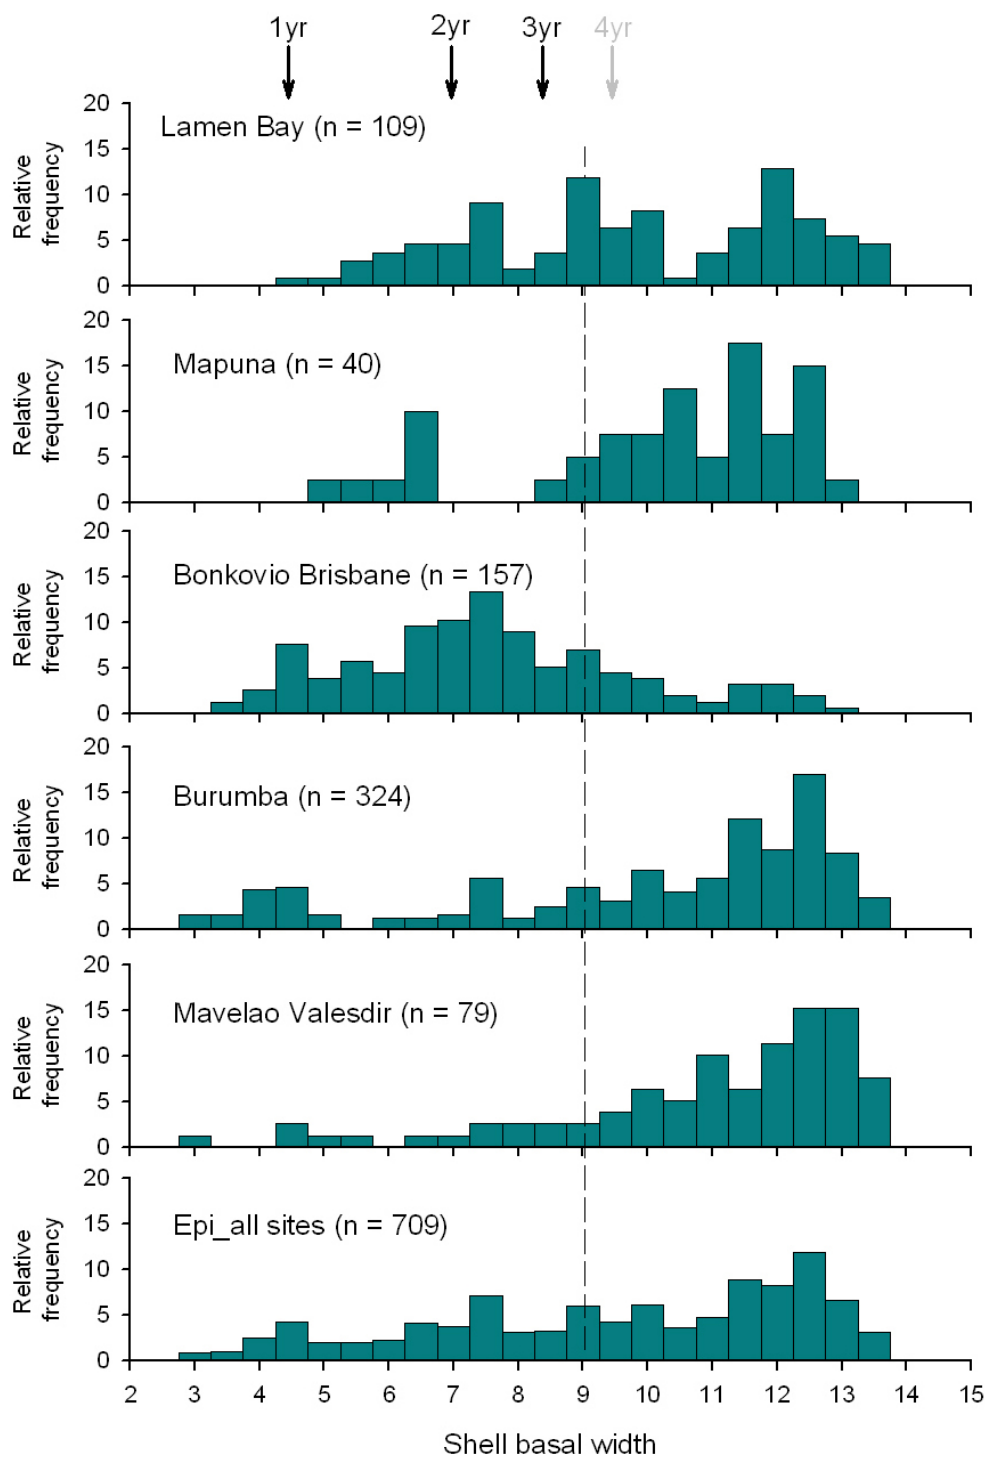 1yr 2yr 3yr 4yr
20
Lamen Bay (n = 109)
15
Relative
frequency
10
5
0
20
Mapuna (n = 40)
15
Relative
frequency
10
5
0
20
Bonkovio Brisbane (n = 157)
15
Relative
frequency
10
5
0
20
Burumba (n = 324)
15
Relative
frequency
10
5
0
20
Mavelao Valesdir (n = 79)
15
Relative
frequency
10
5
0
20
Epi_all sites (n = 709)
15
Relative
frequency
10
5
0
2 3 4 5 6 7 8 9 10 11 12 13 14 15
Shell basal width